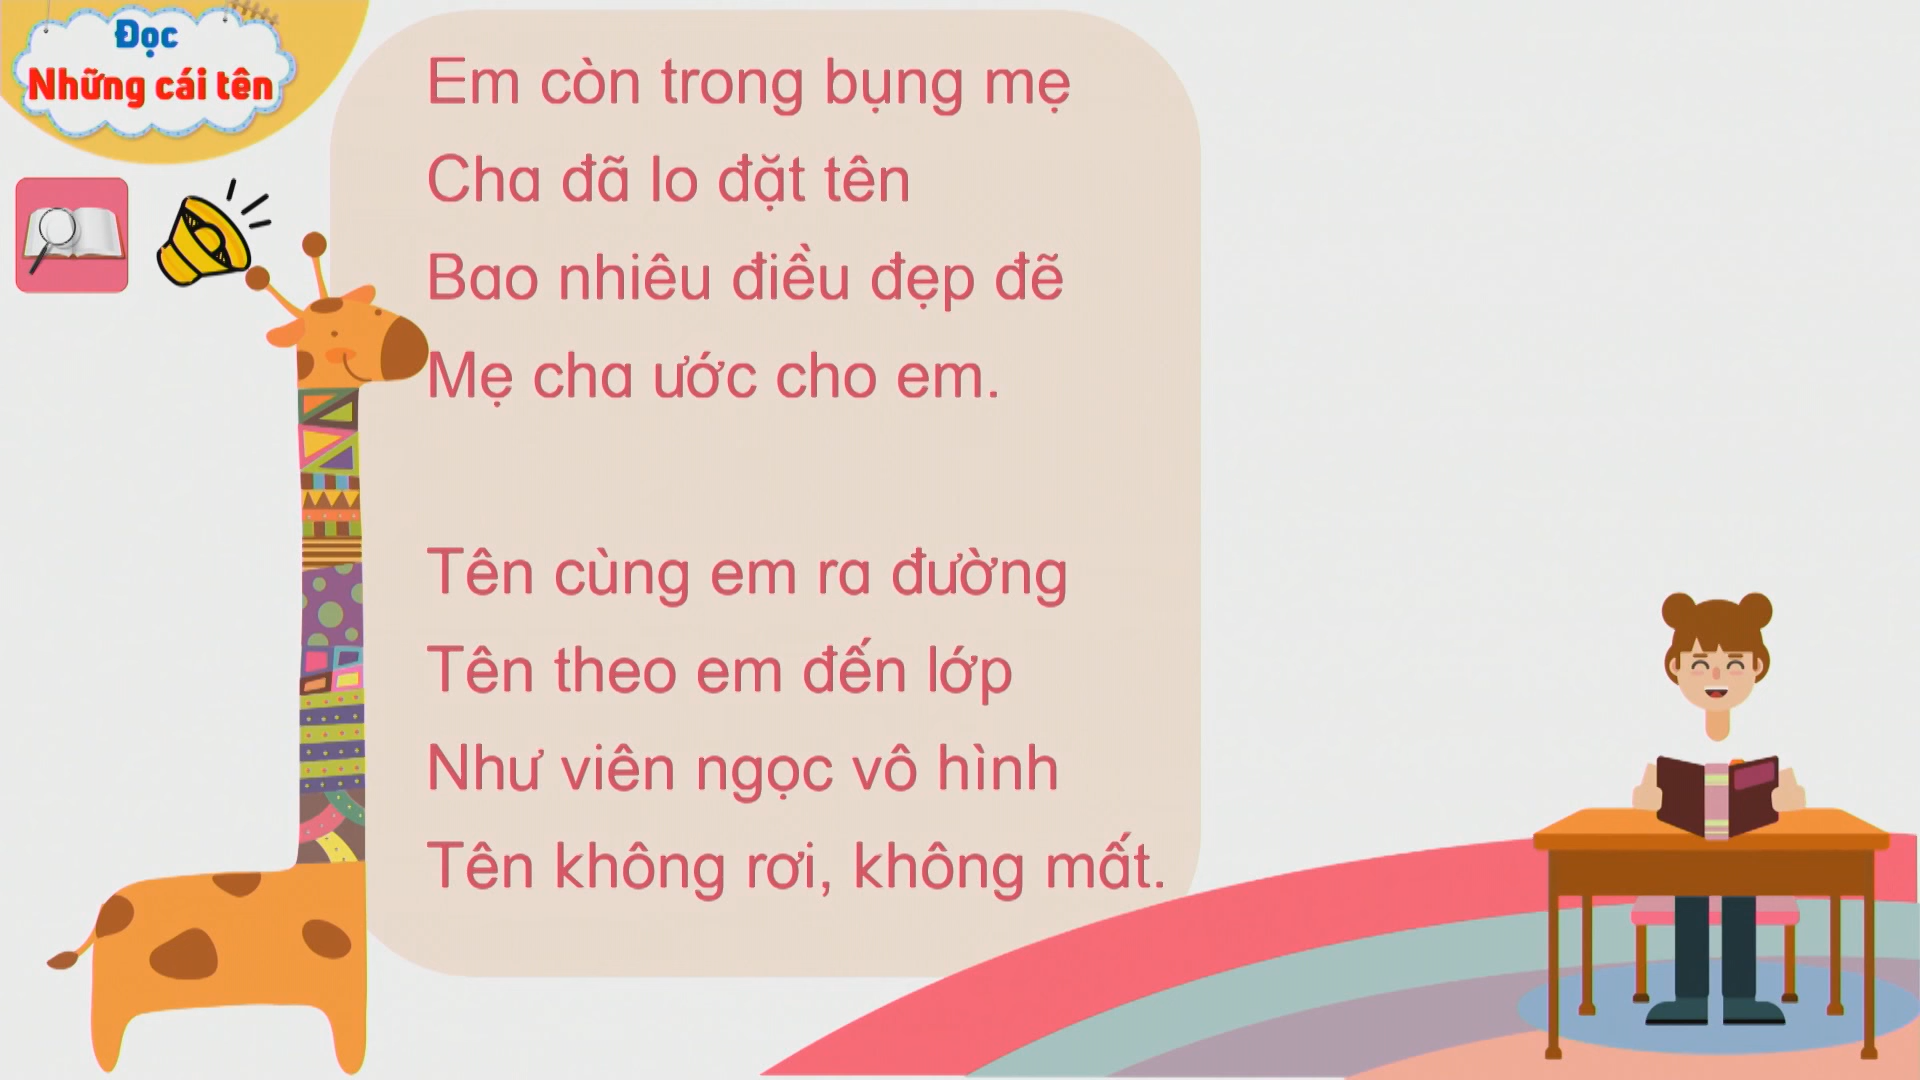 Đọc
Những cái tên
Em còn trong bụng mẹ
Cha đã lo đặt tên
Bao nhiêu điều đẹp đẽ
Mẹ cha ước cho em.
Tên cùng em ra đường
Tên theo em đến lớp
Như viên ngọc vô hình
Tên không rơi, không mất.